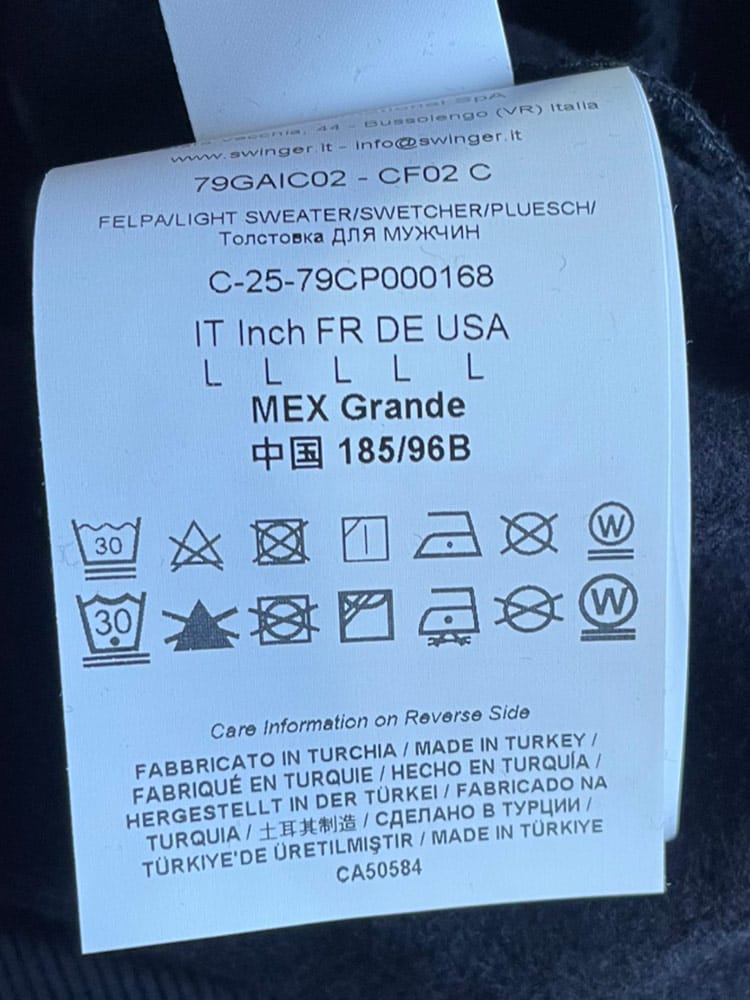 Vecchia, 44 - Bussolengo (VR) Italia
www.swinger.it - info@swinger.it
79GAIC02 - CF02 C
FELPA/LIGHT SWEATER/SWETCHER/PLUESCH/
Толстовка ДЛЯ МУЖЧИН
C-25-79CP000168
IT Inch FR DE USA
L L L L L
MEX Grande
中国 185/96B
30 W
30 W
Care Information on Reverse Side
FABBRICATO IN TURCHIA / MADE IN TURKEY /
FABRIQUÉ EN TURQUIE / HECHO EN TURQUÍA /
HERGESTELLT IN DER TÜRKEI / FABRICADO NA
TURQUIA / 土耳其制造 / СДЕЛАНО В ТУРЦИИ /
TÜRKIYE'DE ÜRETILMIŞTIR / MADE IN TÜRKIYE
CA50584